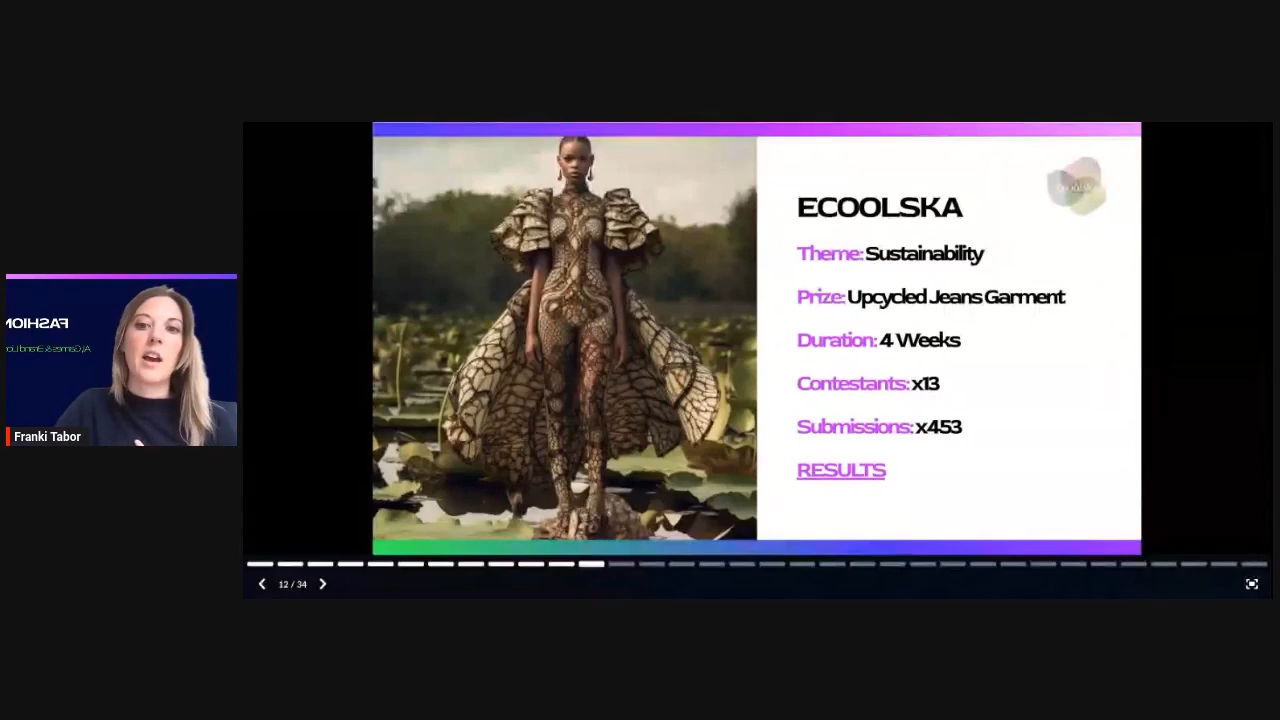 FASHION
Franki Tabor
ECOOLSKA
Theme: Sustainability
Prize: Upcycled Jeans Garment
Duration: 4 Weeks
Contestants: x13
Submissions: x453
RESULTS
12 / 34